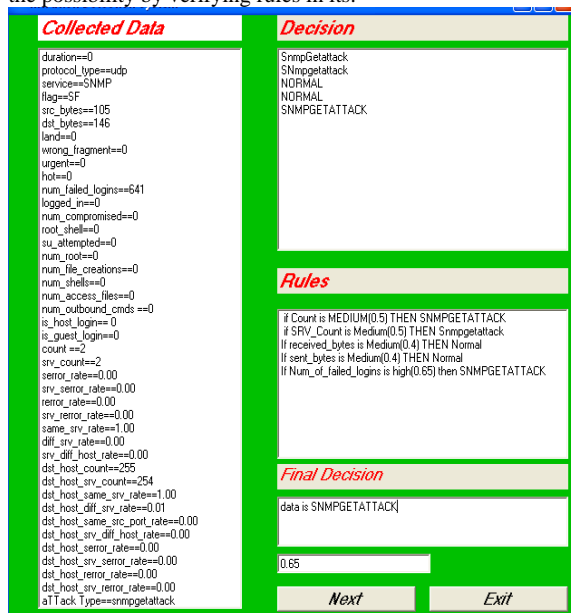 the possibility by verifying rules in its.
Collected Data
duration==0
protocol_type==udp
service==SNMP
flag==SF
src_bytes==105
dst_bytes==146
land==0
wrong_fragment==0
urgent==0
hot==0
num_failed_logins==641
logged_in==0
num_compromised==0
root_shell==0
su_attempted==0
num_root==0
num_file_creations==0
num_shells==0
num_access_files==0
num_outbound_cmds ==0
is_host_login== 0
is_guest_login==0
count ==2
srv_count==2
serror_rate==0.00
srv_serror_rate==0.00
rerror_rate==0.00
srv_rerror_rate==0.00
same_srv_rate==1.00
diff_srv_rate==0.00
srv_diff_host_rate==0.00
dst_host_count==255
dst_host_srv_count==254
dst_host_same_srv_rate==1.00
dst_host_diff_srv_rate==0.01
dst_host_same_src_port_rate==0.00
dst_host_srv_diff_host_rate==0.00
dst_host_serror_rate==0.00
dst_host_srv_serror_rate==0.00
dst_host_rerror_rate==0.00
dst_host_srv_rerror_rate==0.00
aTTack Type==snmpgetattack
Decision
SnmpGetattack
SNmpgetattack
NORMAL
NORMAL
SNMPGETATTACK
Rules
if Count is MEDIUM(0.5) THEN SNMPGETATTACK
if SRV_Count is Medium(0.5) THEN Snmpgetattack
If received_bytes is Medium(0.4) THEN Normal
If sent_bytes is Medium(0.4) THEN Normal
If Num_of_failed_logins is high(0.65) then SNMPGETATTACK
Final Decision
data is SNMPGETATTACK
0.65
Next
Exit